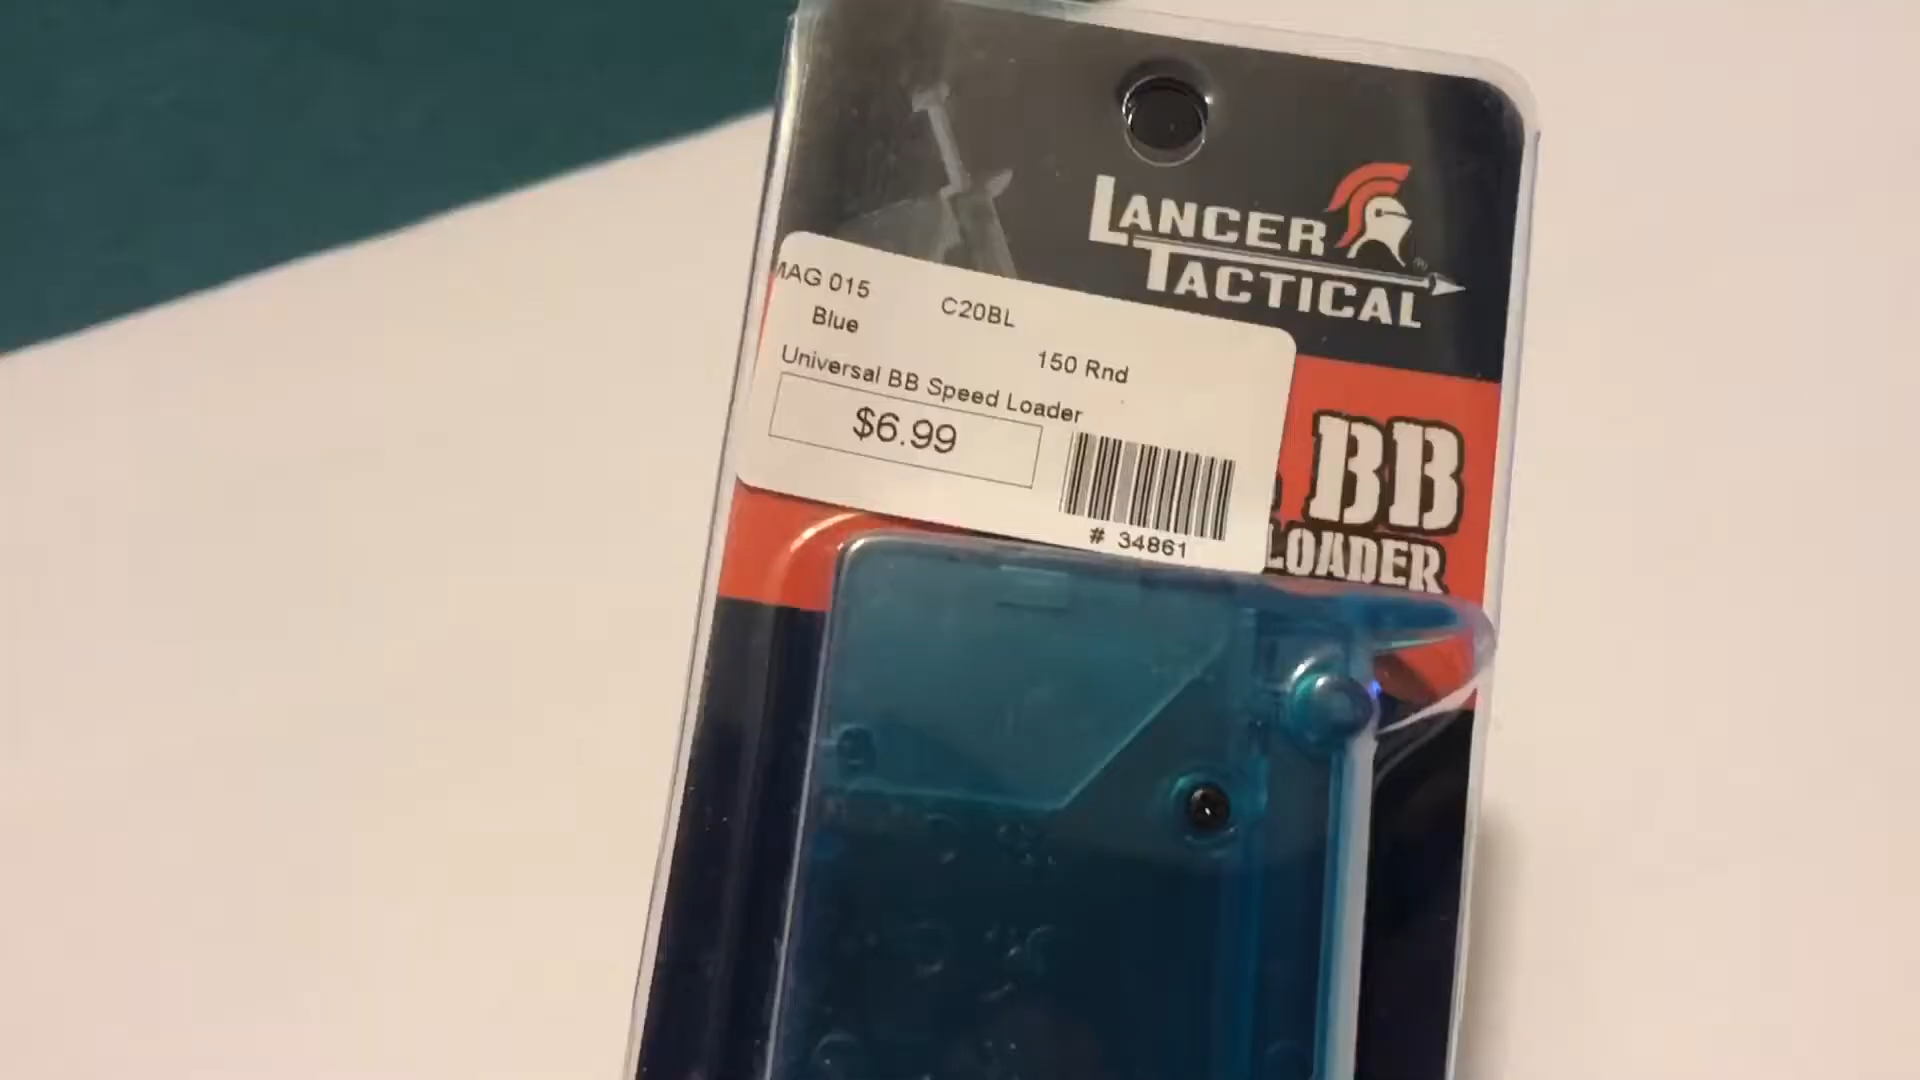 LANCER
TACTICAL
MAG 015 C20BL
Blue
150 Rnd
Universal BB Speed Loader
$6.99
# 34861
BB
LOADER